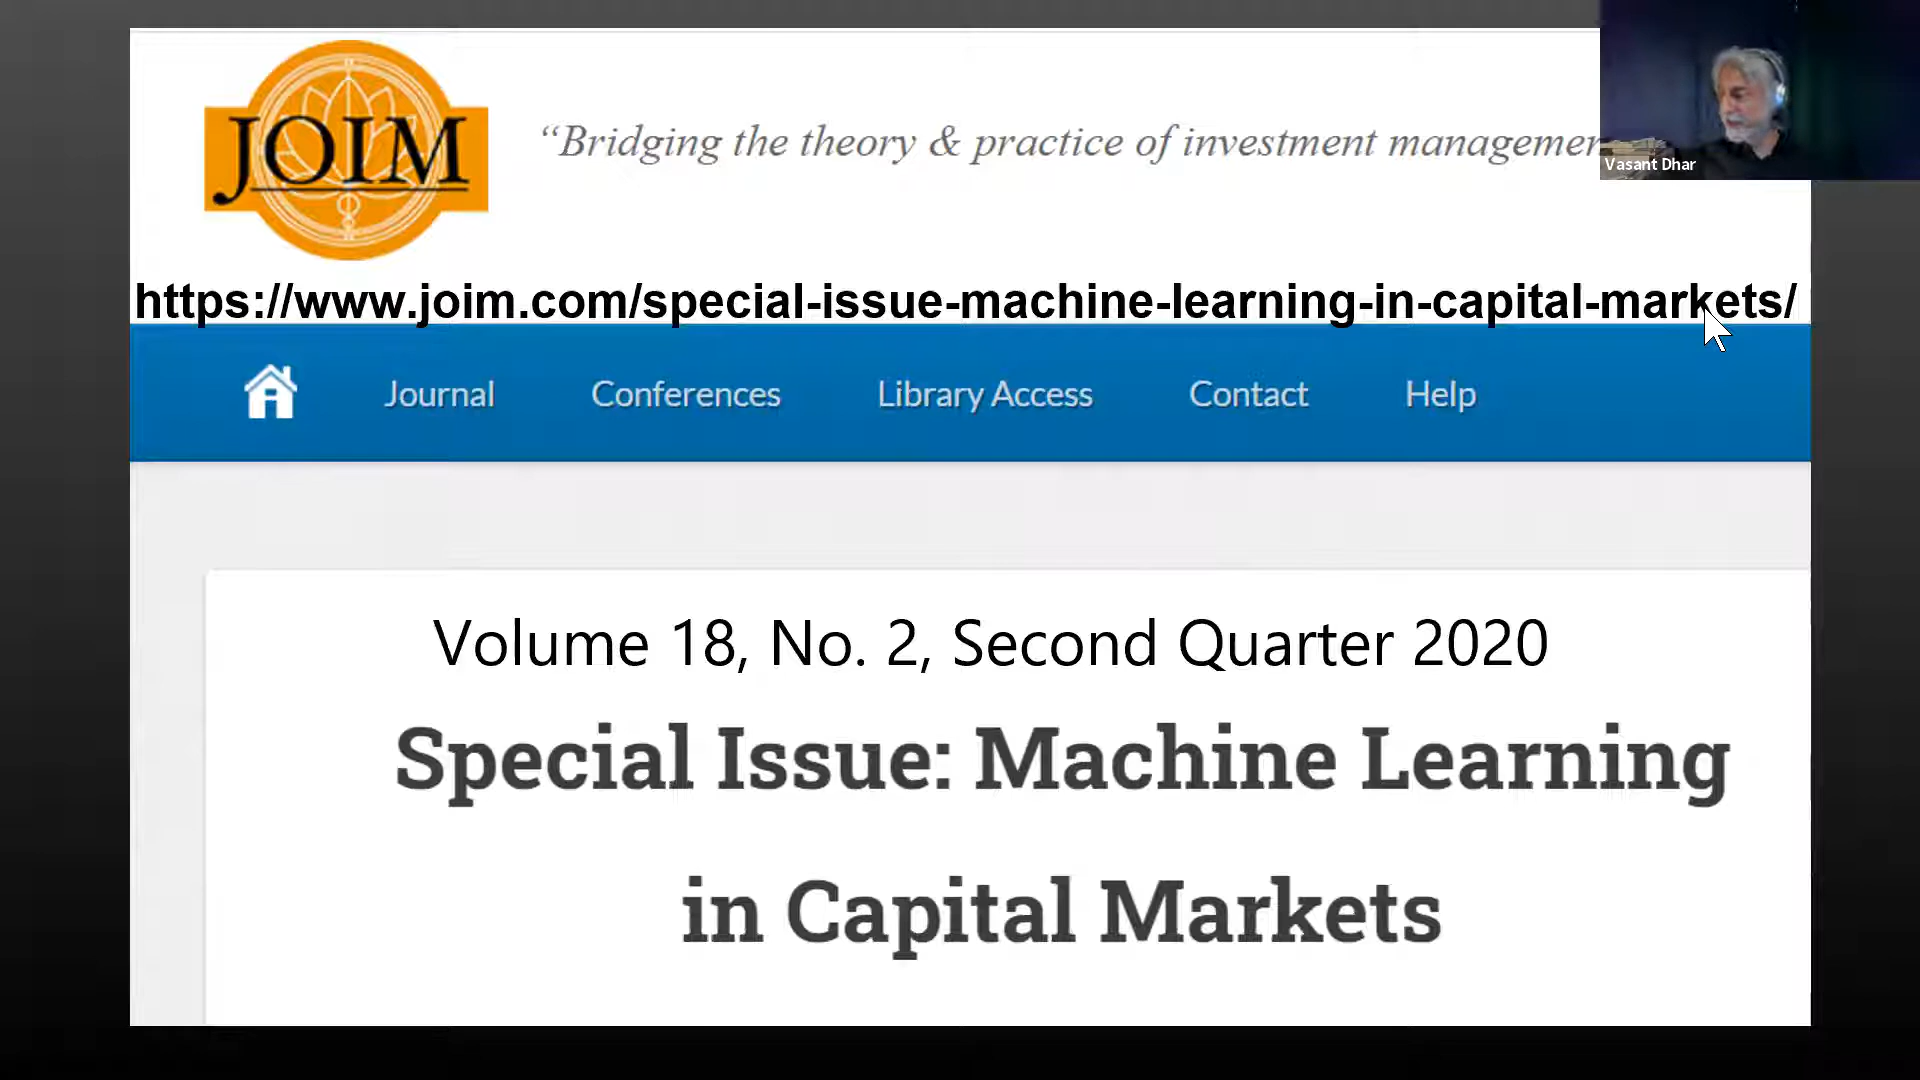 JOIM
“Bridging the theory & practice of investment managemen
Vasant Dhar
https://www.joim.com/special-issue-machine-learning-in-capital-markets/
Journal Conferences Library Access Contact Help
Volume 18, No. 2, Second Quarter 2020
Special Issue: Machine Learning
in Capital Markets